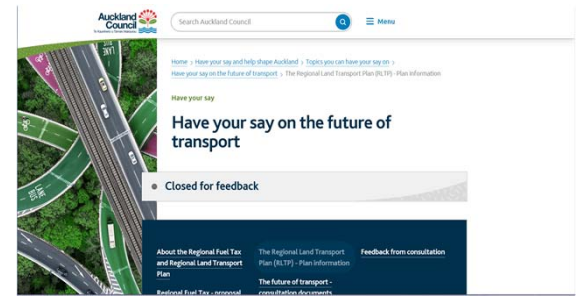 Auckland
Council
Search Auckland Council
Menu
Home > Have your say and help shape Auckland > Topics you can have your say on >
Have your say on the future of transport > The Regional Land Transport Plan (RLTP) - Plan information
Have your say
Have your say on the future of
transport
Closed for feedback
About the Regional Fuel Tax
and Regional Land Transport
Plan
Regional Fuel Tax - proposal
The Regional Land Transport
Plan (RLTP) - Plan information
The future of transport -
consultation documents
Feedback from consultation
BUS
LANE